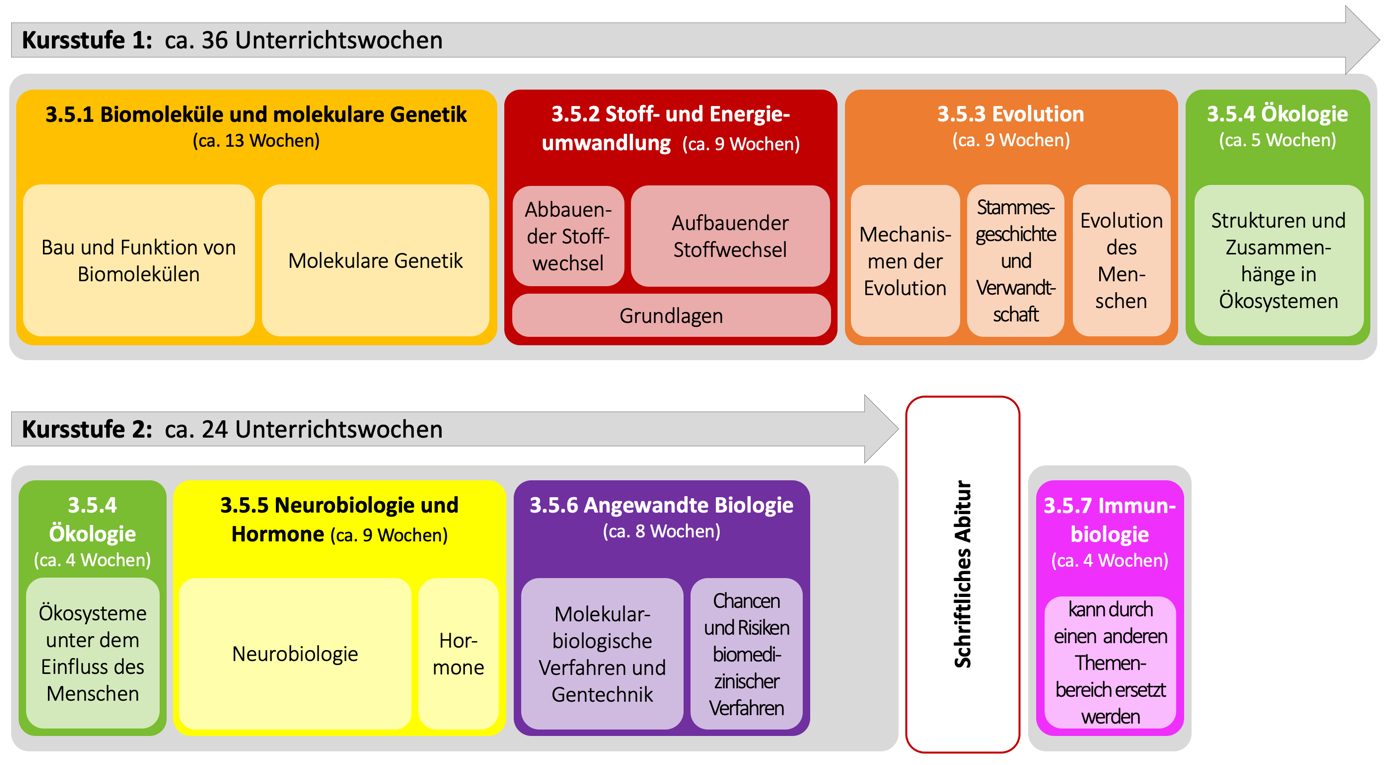 Kursstufe 1: ca. 36 Unterrichtswochen
3.5.1 Biomoleküle und molekulare Genetik
(ca. 13 Wochen)
Bau und Funktion von
Biomolekülen
Molekulare Genetik
3.5.2 Stoff- und Energie-
umwandlung (ca. 9 Wochen)
Abbauen-
der Stoff-
wechsel
Aufbauender
Stoffwechsel
Grundlagen
3.5.3 Evolution
(ca. 9 Wochen)
Mechanis-
men der
Evolution
Stammes-
geschichte
und
Verwandt-
schaft
Evolution
des
Men-
schen
3.5.4 Ökologie
(ca. 5 Wochen)
Strukturen und
Zusammen-
hänge in
Ökosystemen
Kursstufe 2: ca. 24 Unterrichtswochen
3.5.4
Ökologie
(ca. 4 Wochen)
Ökosysteme
unter dem
Einfluss des
Menschen
3.5.5 Neurobiologie und
Hormone (ca. 9 Wochen)
Neurobiologie
Hor-
mone
3.5.6 Angewandte Biologie
(ca. 8 Wochen)
Molekular-
biologische
Verfahren und
Gentechnik
Chancen
und Risiken
biomedi-
zinischer
Verfahren
Schriftliches Abitur
3.5.7 Immun-
biologie
(ca. 4 Wochen)
kann durch
einen anderen
Themen-
bereich ersetzt
werden